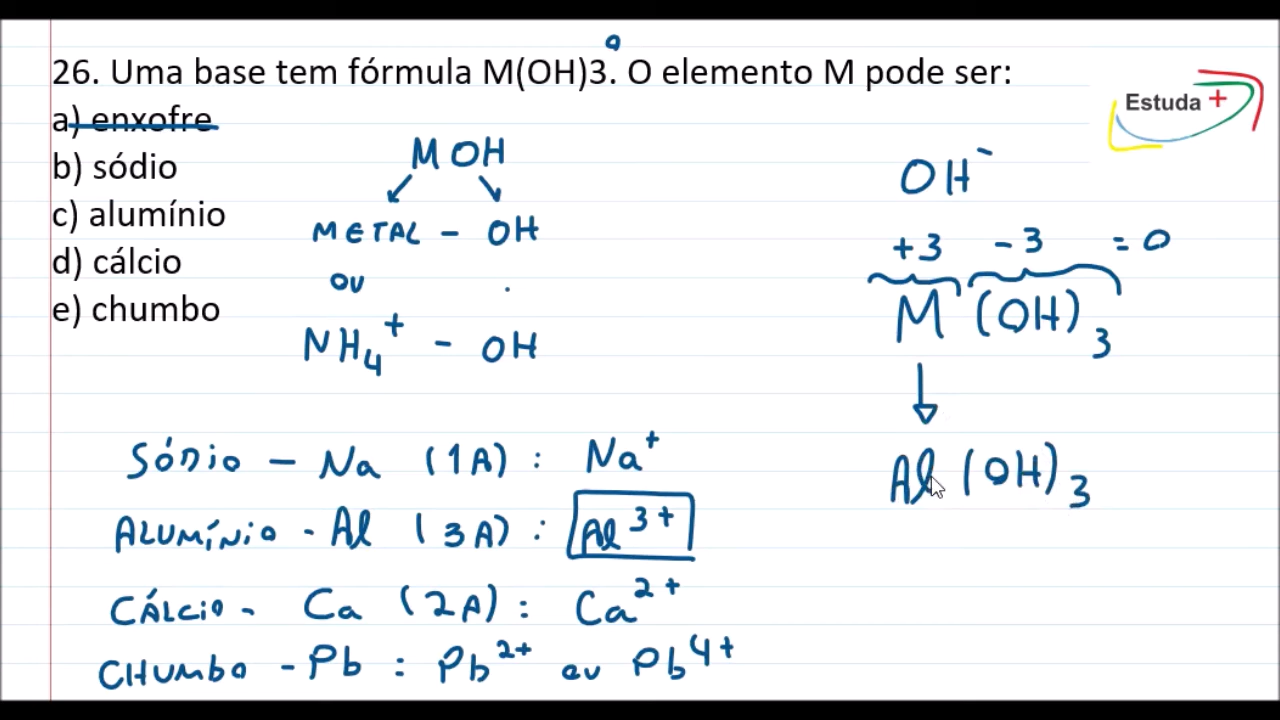 26. Uma base tem fórmula M(OH)3. O elemento M pode ser:
a) enxofre
b) sódio
c) alumínio
d) cálcio
e) chumbo
Estuda +
M OH
METAL - OH
OU
NH4+ - OH
OH-
+3 -3 = 0
M (OH)3
Al (OH)3
SÓDIO - Na (1A) : Na+
ALUMÍNIO - Al (3A) : Al3+
CÁLCIO - Ca (2A) : Ca2+
CHUMBO - Pb : Pb2+ ou Pb4+